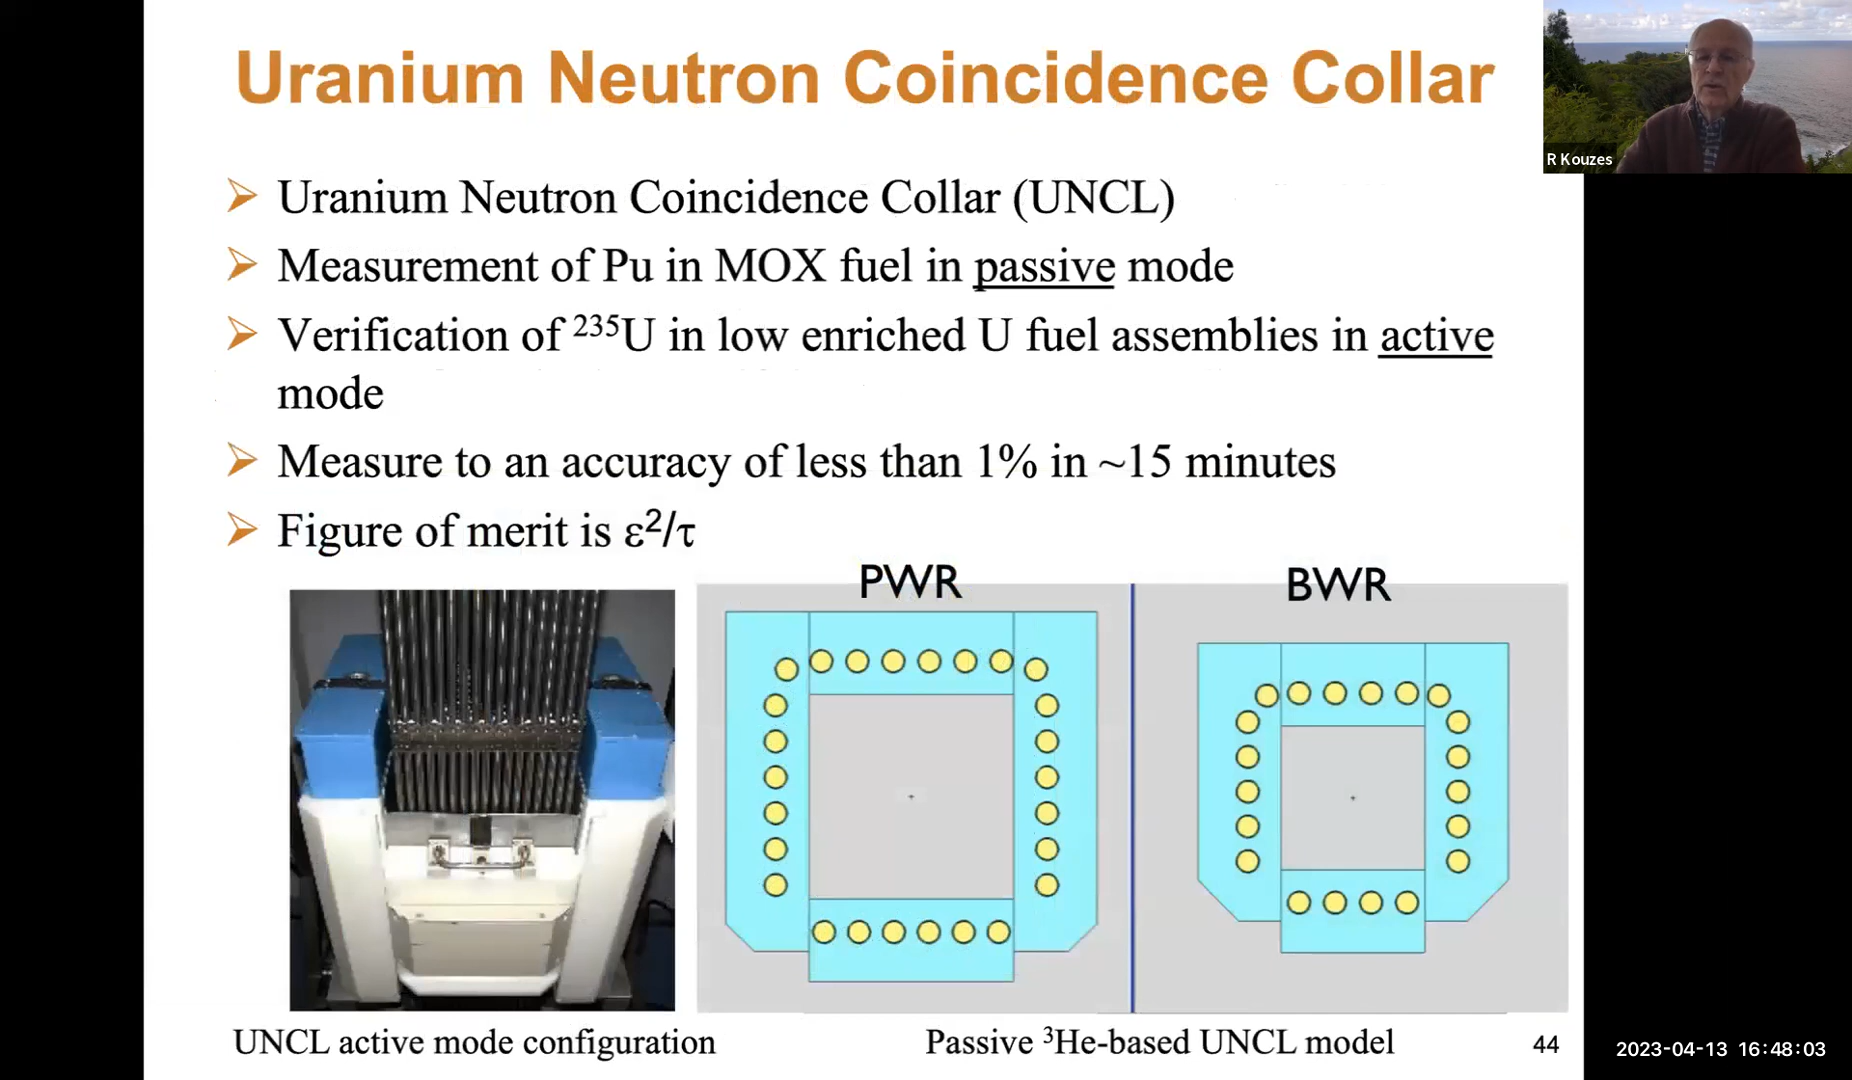 Uranium Neutron Coincidence Collar
R Kouzes
Uranium Neutron Coincidence Collar (UNCL)
Measurement of Pu in MOX fuel in passive mode
Verification of ²³⁵U in low enriched U fuel assemblies in active
mode
Measure to an accuracy of less than 1% in ~15 minutes
Figure of merit is ε²/τ
PWR
BWR
UNCL active mode configuration
Passive ³He-based UNCL model
44
2023-04-13 16:48:03